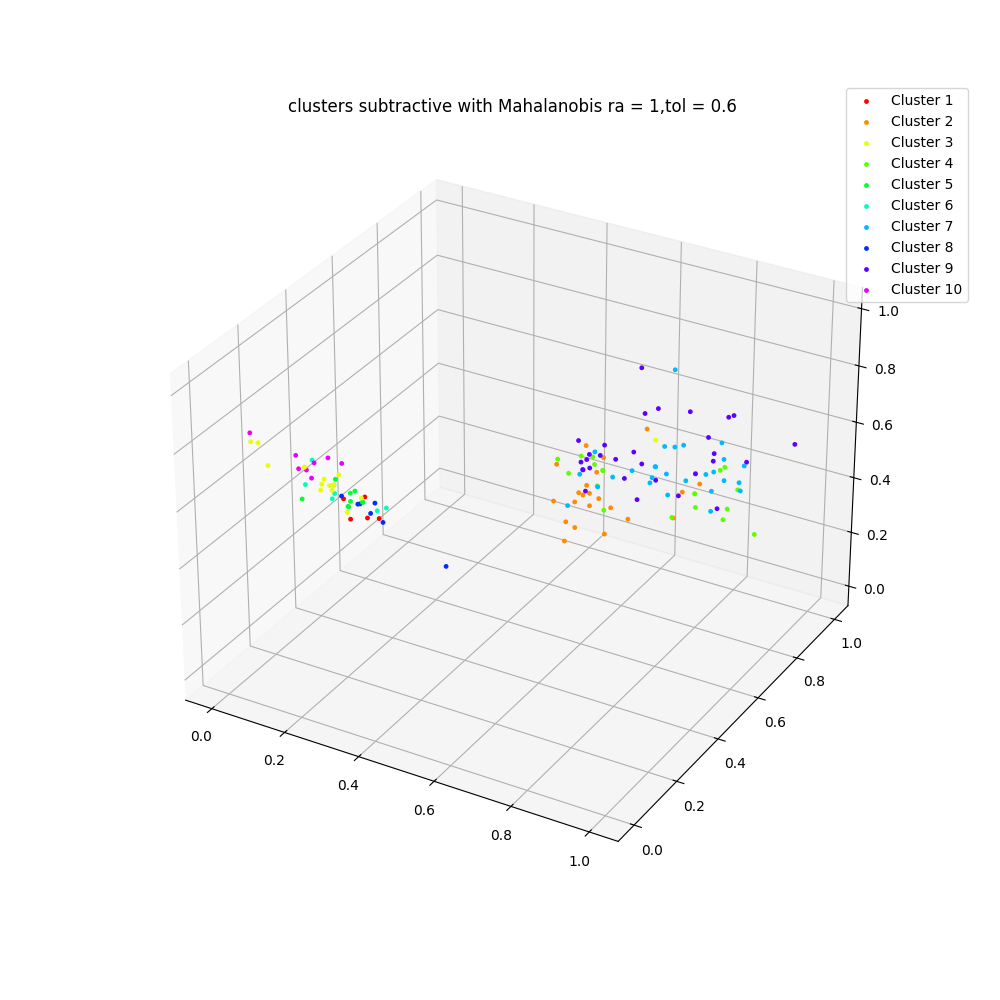 clusters subtractive with Mahalanobis ra = 1,tol = 0.6
Cluster 1
Cluster 2
Cluster 3
Cluster 4
Cluster 5
Cluster 6
Cluster 7
Cluster 8
Cluster 9
Cluster 10
1.0
0.8
0.6
0.4
0.2
0.0
1.0
0.8
0.6
0.4
0.2
0.0
0.0
0.2
0.4
0.6
0.8
1.0